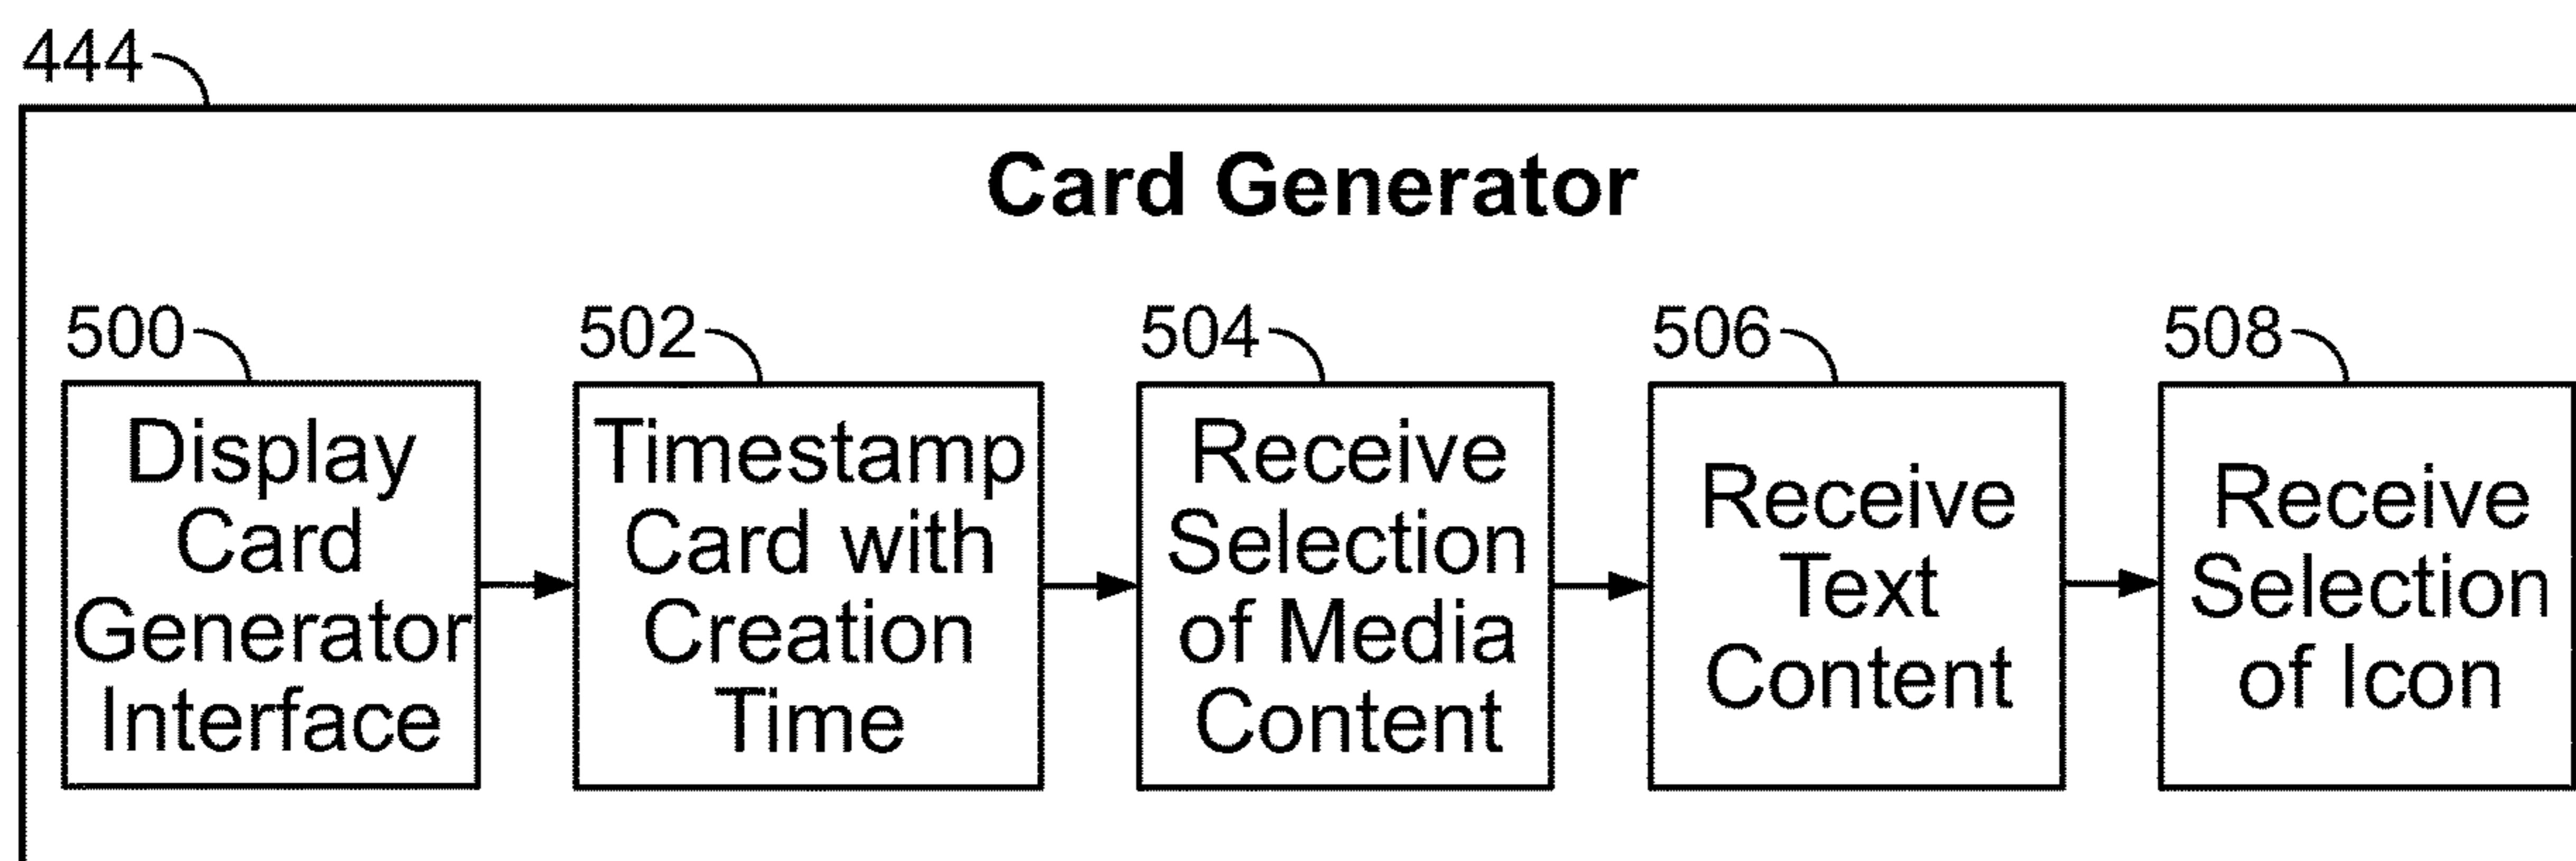 444
Card Generator
500
Display
Card
Generator
Interface
502
Timestamp
Card with
Creation
Time
504
Receive
Selection
of Media
Content
506
Receive
Text
Content
508
Receive
Selection
of Icon